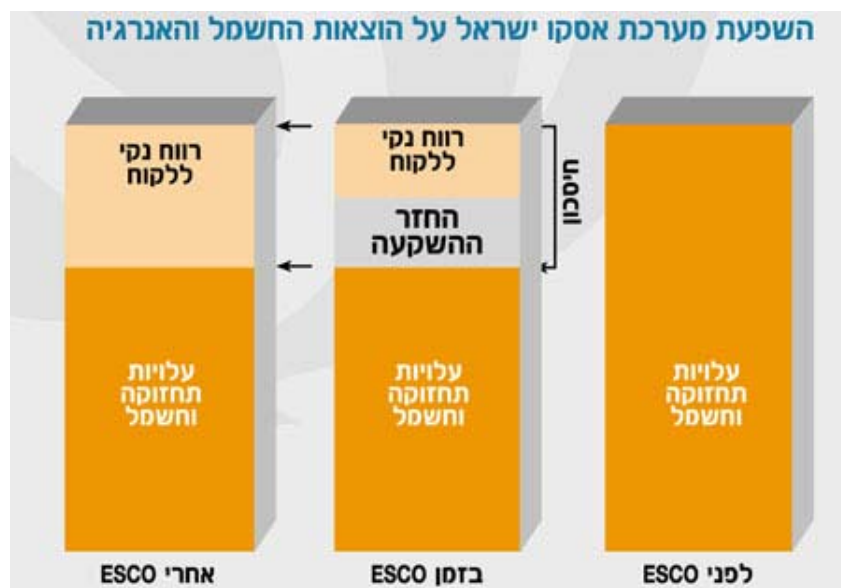 השפעת מערכת אסקו ישראל על הוצאות החשמל והאנרגיה
עלויות
תחזוקה
וחשמל
לפני ESCO
חיסכון
רווח נקי
ללקוח
החזר
ההשקעה
עלויות
תחזוקה
וחשמל
בזמן ESCO
רווח נקי
ללקוח
עלויות
תחזוקה
וחשמל
אחרי ESCO